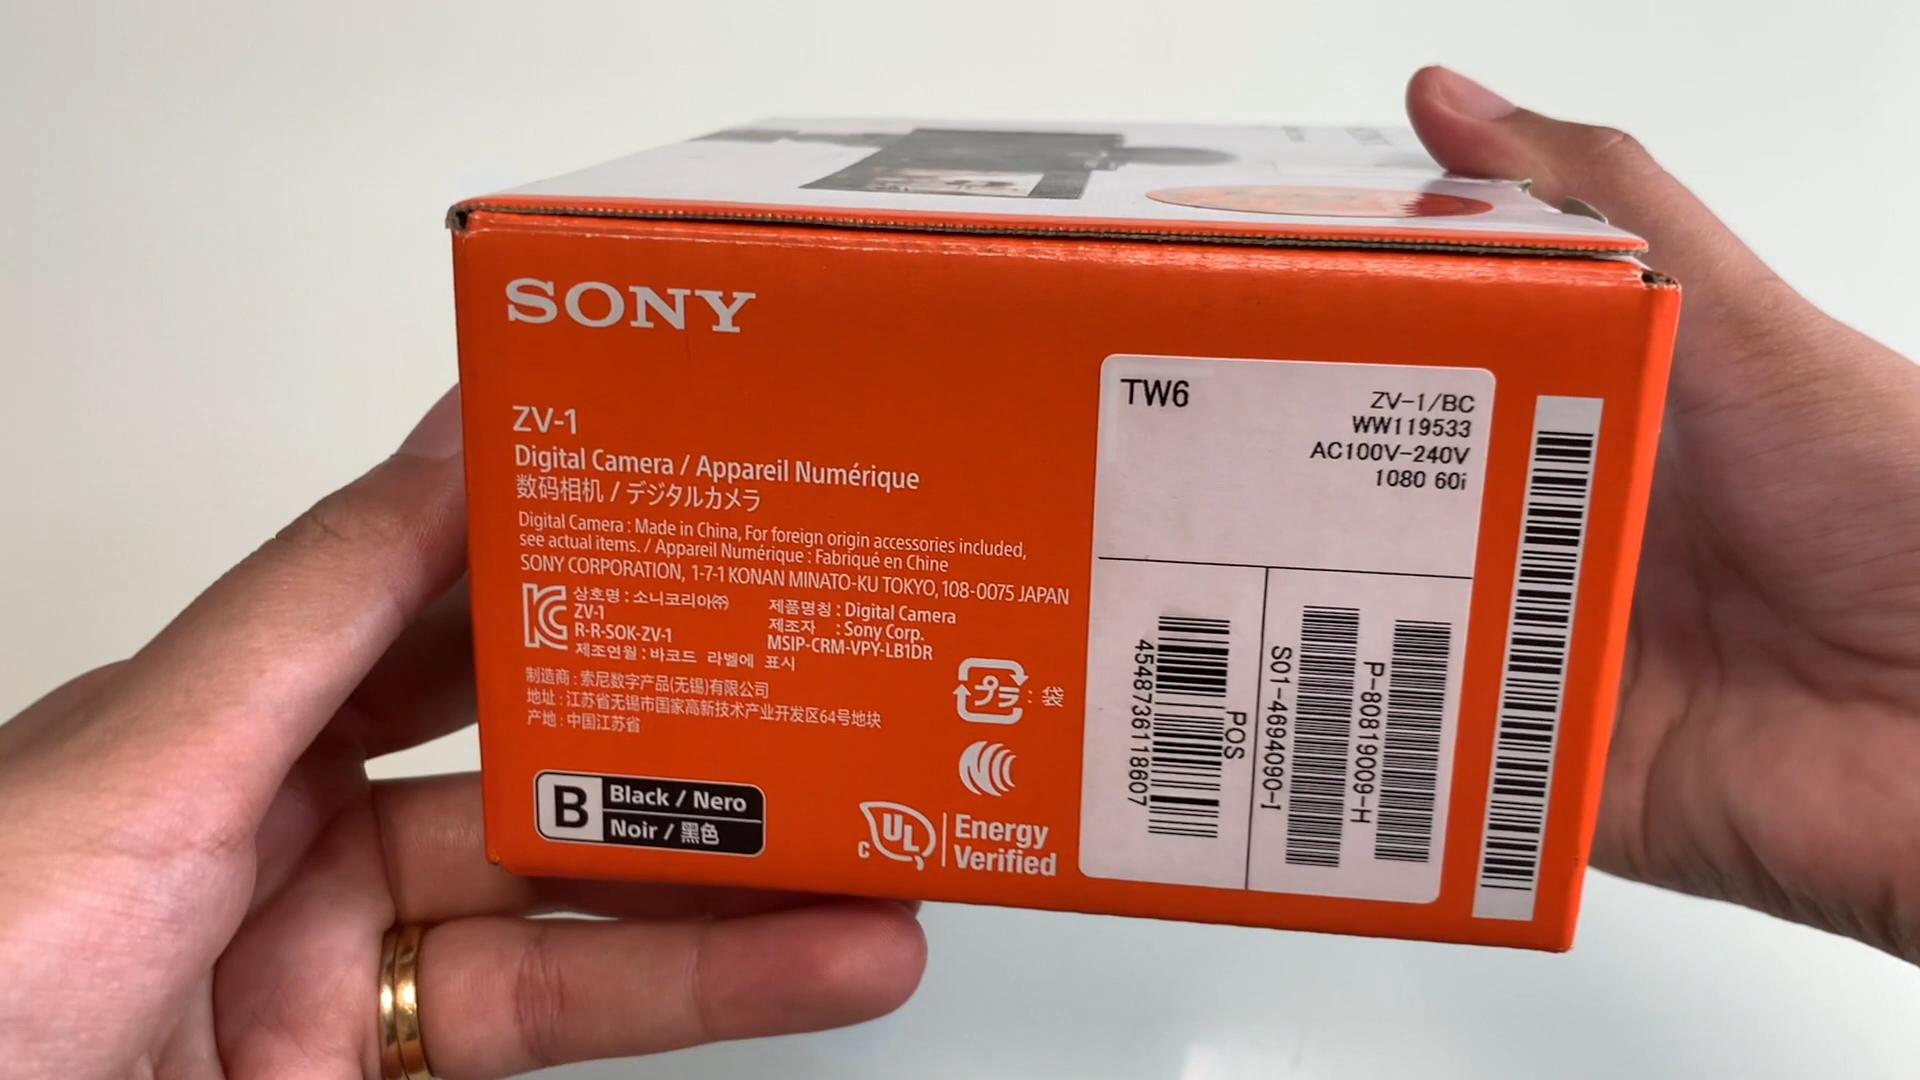 SONY
ZV-1
Digital Camera / Appareil Numérique
数码相机 / デジタルカメラ
Digital Camera : Made in China, For foreign origin accessories included,
see actual items. / Appareil Numérique : Fabriqué en Chine
SONY CORPORATION, 1-7-1 KONAN MINATO-KU TOKYO, 108-0075 JAPAN
상호명 : 소니코리아㈜
ZV-1
R-R-SOK-ZV-1
제조연월 : 바코드 라벨에 표시
제품명칭 : Digital Camera
제조자 : Sony Corp.
MSIP-CRM-VPY-LB1DR
制造商 : 索尼数字产品(无锡)有限公司
地址 : 江苏省无锡市国家高新技术产业开发区64号地块
产地 : 中国江苏省
プラ : 袋
B
Black / Nero
Noir / 黑色
C UL
Energy
Verified
TW6
ZV-1/BC
WW119533
AC100V-240V
1080 60i
4548736118607
POS
S01-4694090-I
P-80819009-H